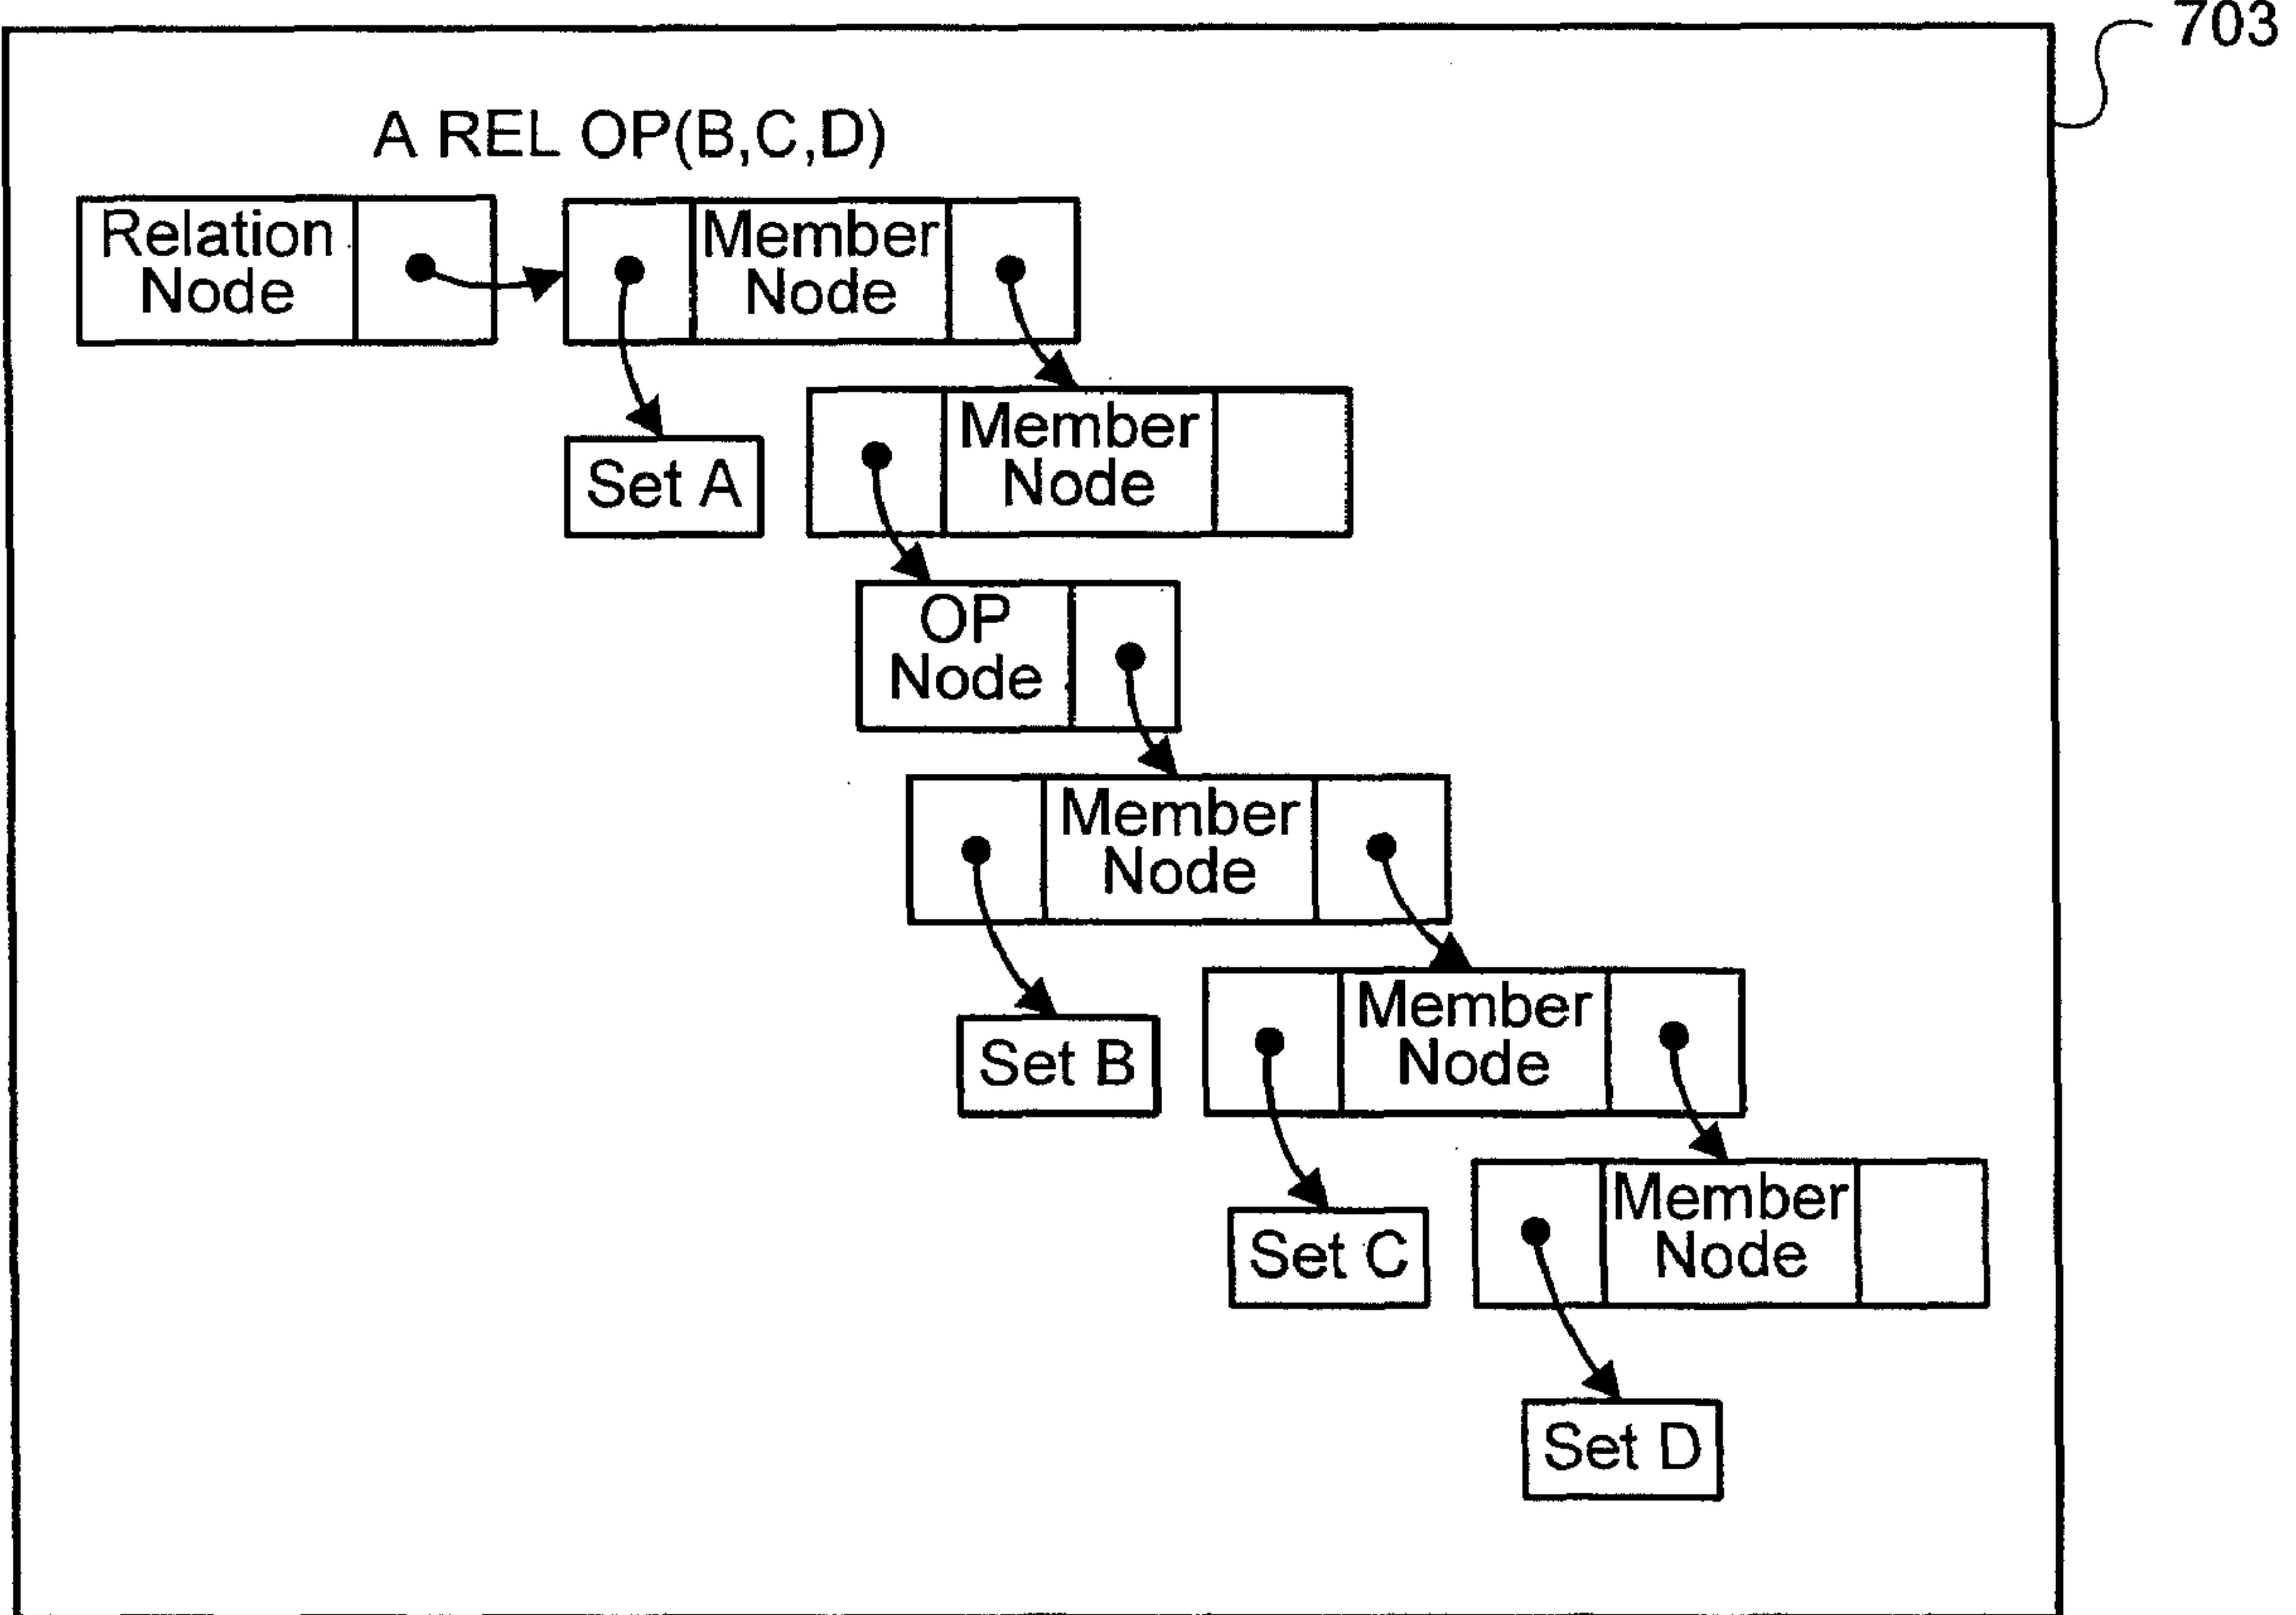 703
A REL OP(B,C,D)
Relation
Node
Member
Node
Member
Node
Set A
OP
Node
Member
Node
Member
Node
Set B
Member
Node
Set C
Set D